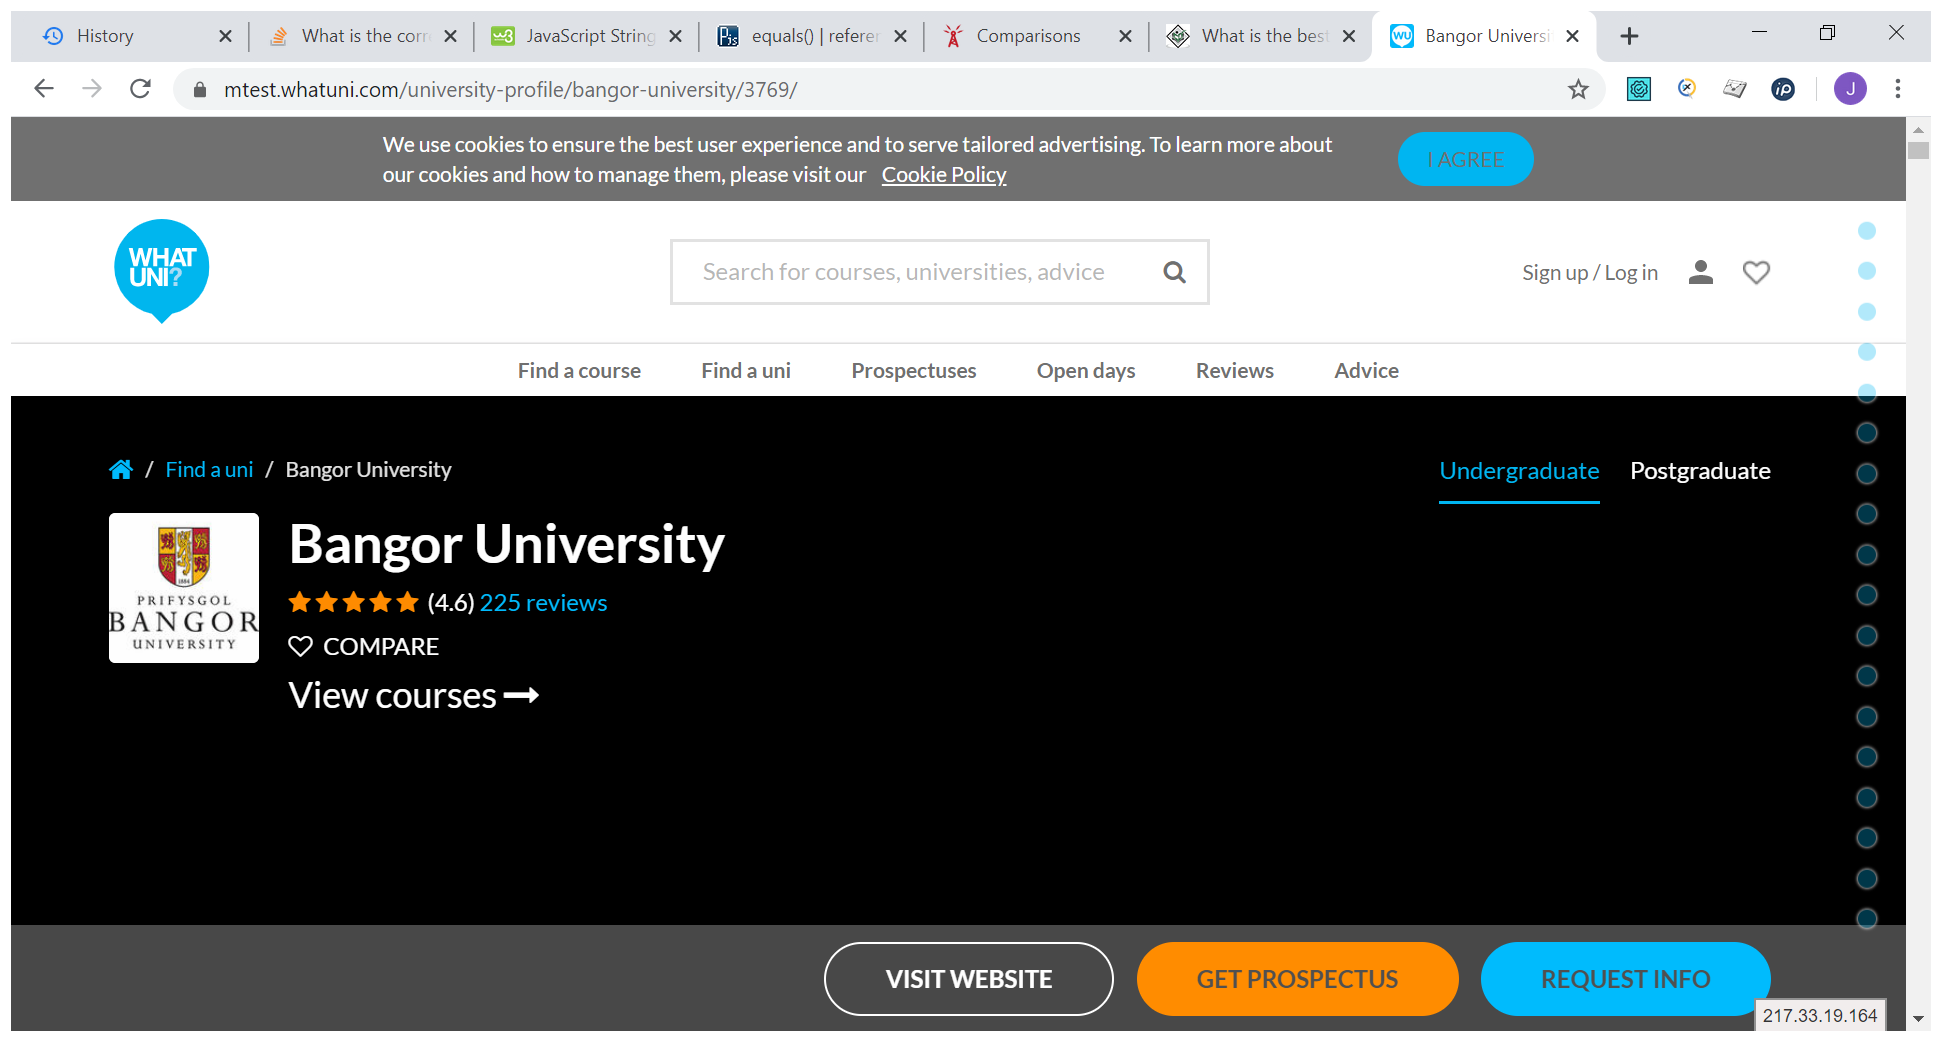 History
What is the corr
JavaScript String
equals() | referen
Comparisons
What is the best
Bangor Universi
mtest.whatuni.com/university-profile/bangor-university/3769/
J
We use cookies to ensure the best user experience and to serve tailored advertising. To learn more about
our cookies and how to manage them, please visit our Cookie Policy
I AGREE
WHAT
UNI?
Search for courses, universities, advice
Sign up / Log in
Find a course
Find a uni
Prospectuses
Open days
Reviews
Advice
/ Find a uni / Bangor University
Undergraduate
Postgraduate
1884
PRIFYSGOL
BANGOR
UNIVERSITY
Bangor University
(4.6) 225 reviews
COMPARE
View courses
VISIT WEBSITE
GET PROSPECTUS
REQUEST INFO
217.33.19.164